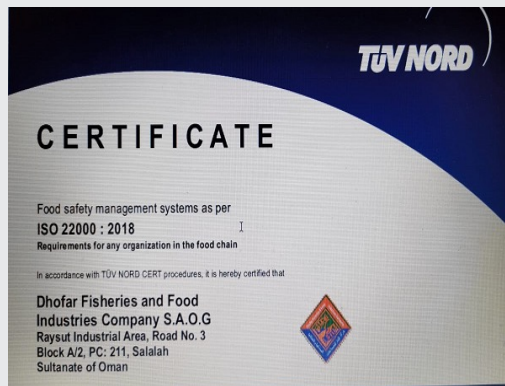 TÜV NORD
CERTIFICATE
Food safety management systems as per
ISO 22000 : 2018
Requirements for any organization in the food chain
In accordance with TÜV NORD CERT procedures, it is hereby certified that
Dhofar Fisheries and Food
Industries Company S.A.O.G
Raysut Industrial Area, Road No. 3
Block A/2, PC: 211, Salalah
Sultanate of Oman